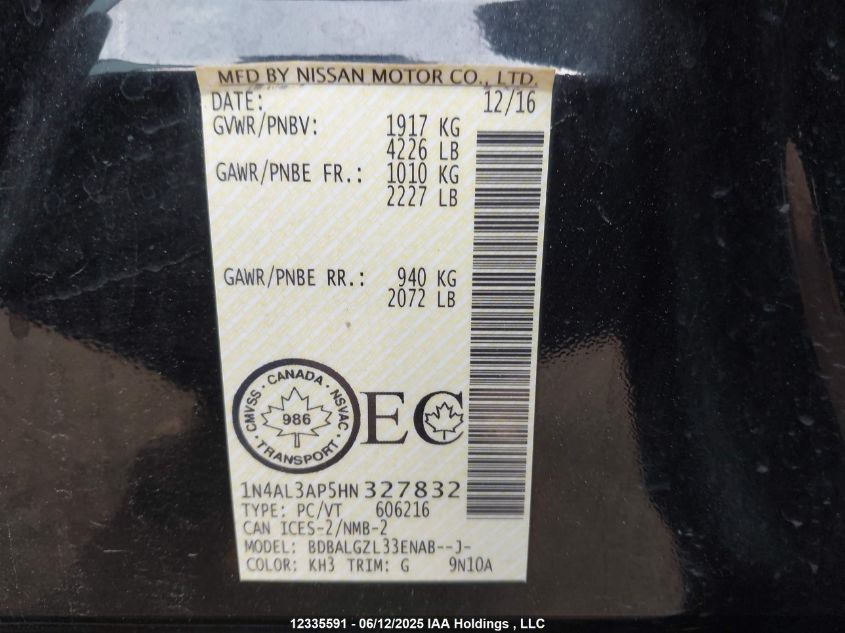 MFD BY NISSAN MOTOR CO., LTD.
DATE: 12/16
GVWR/PNBV: 1917 KG
4226 LB
GAWR/PNBE FR.: 1010 KG
2227 LB
GAWR/PNBE RR.: 940 KG
2072 LB
CMVSS · CANADA · NSVAC · TRANSPORT ·
986
EC
1N4AL3AP5HN327832
TYPE: PC/VT 606216
CAN ICES-2/NMB-2
MODEL: BDBALGZL33ENAB--J-
COLOR: KH3 TRIM: G 9N10A
12335591 - 06/12/2025 IAA Holdings , LLC